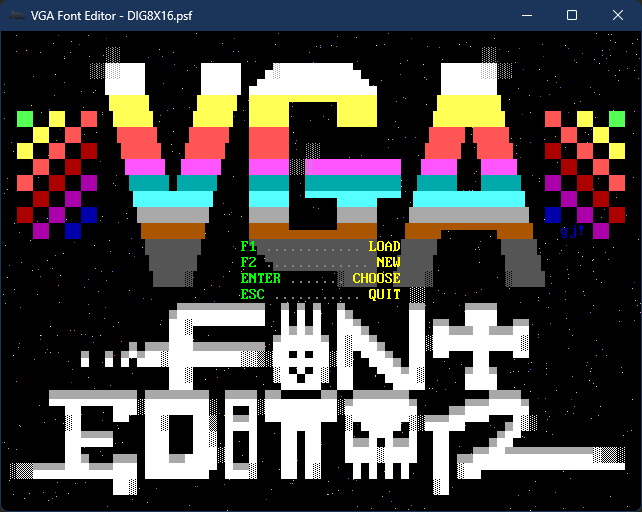 VGA Font Editor - DIG8X16.psf
VGA
F1 ............. LOAD
F2 ............. NEW
ENTER ....... CHOOSE
ESC ........... QUIT
FONT
EDITOR